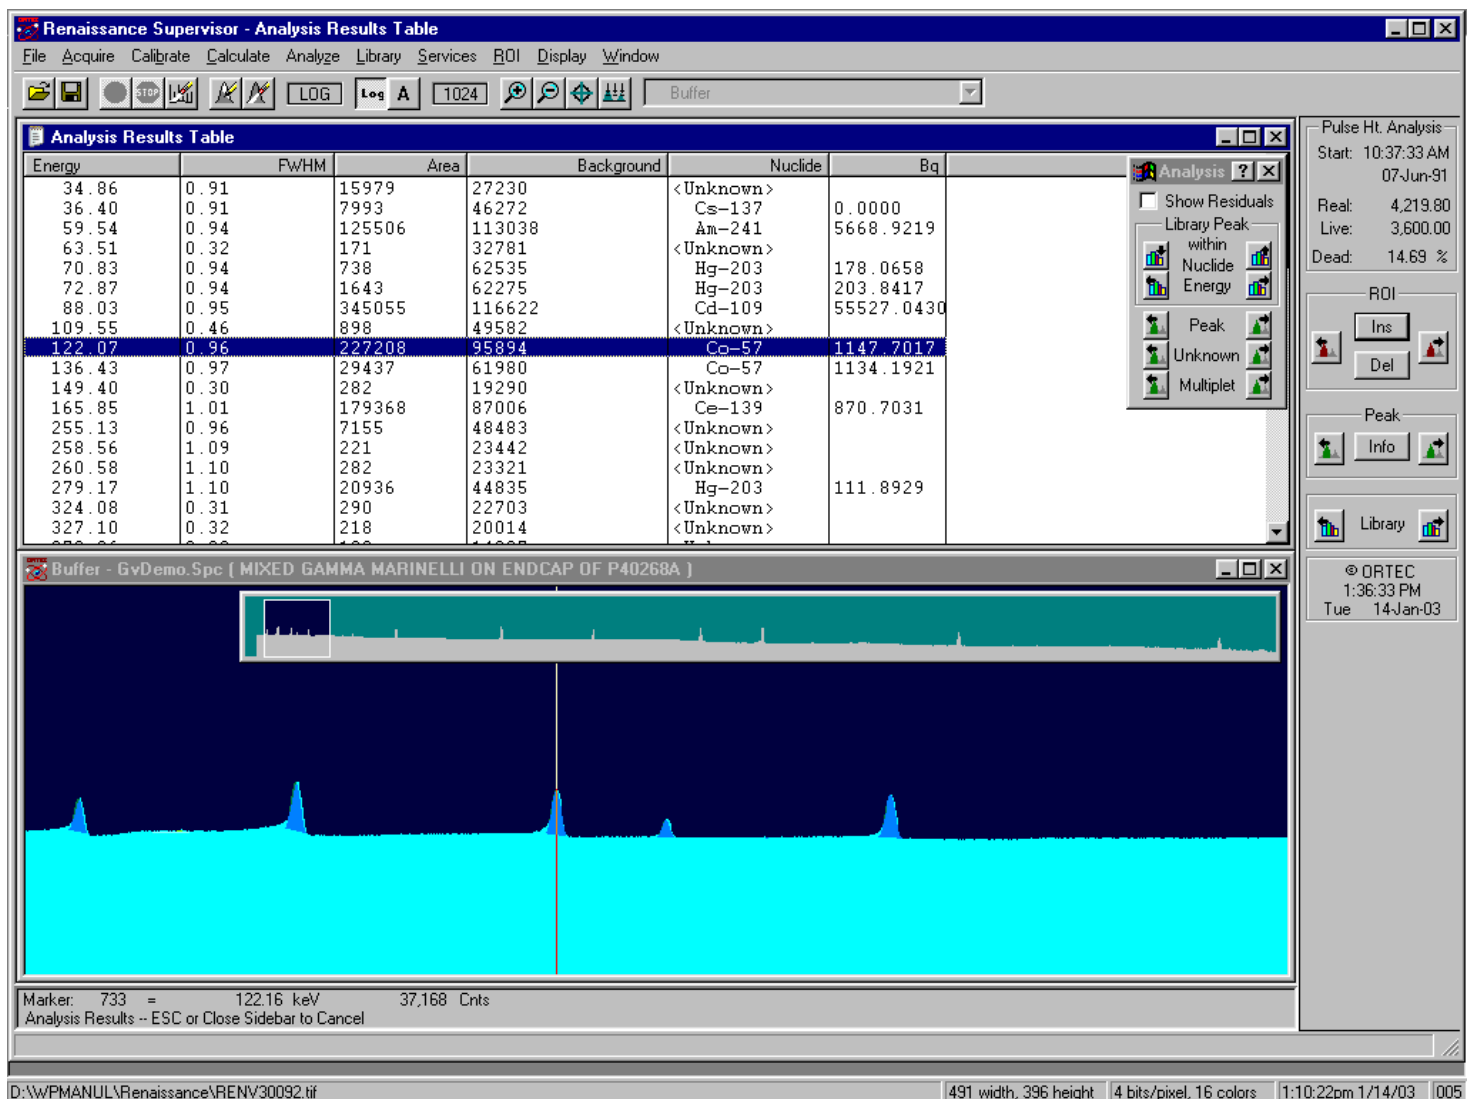 Renaissance Supervisor - Analysis Results Table
File Acquire Calibrate Calculate Analyze Library Services ROI Display Window
STOP LOG Log A 1024 Buffer
Analysis Results Table
Energy FWHM Area Background Nuclide Bq
34.86 0.91 15979 27230 <Unknown>
36.40 0.91 7993 46272 Cs-137 0.0000
59.54 0.94 125506 113038 Am-241 5668.9219
63.51 0.32 171 32781 <Unknown>
70.83 0.94 738 62535 Hg-203 178.0658
72.87 0.94 1643 62275 Hg-203 203.8417
88.03 0.95 345055 116622 Cd-109 55527.0430
109.55 0.46 898 49582 <Unknown>
122.07 0.96 227208 95894 Co-57 1147.7017
136.43 0.97 29437 61980 Co-57 1134.1921
149.40 0.30 282 19290 <Unknown>
165.85 1.01 179368 87006 Ce-139 870.7031
255.13 0.96 7155 48483 <Unknown>
258.56 1.09 221 23442 <Unknown>
260.58 1.10 282 23321 <Unknown>
279.17 1.10 20936 44835 Hg-203 111.8929
324.08 0.31 290 22703 <Unknown>
327.10 0.32 218 20014 <Unknown>
Analysis
Show Residuals
Library Peak
within
Nuclide
Energy
Peak
Unknown
Multiplet
Pulse Ht. Analysis
Start: 10:37:33 AM
07-Jun-91
Real: 4,219.80
Live: 3,600.00
Dead: 14.69 %
ROI
Ins
Del
Peak
Info
Library
© ORTEC
1:36:33 PM
Tue 14-Jan-03
Buffer - GvDemo.Spc ( MIXED GAMMA MARINELLI ON ENDCAP OF P40268A )
Marker: 733 = 122.16 keV 37,168 Cnts
Analysis Results -- ESC or Close Sidebar to Cancel
D:\WPMANUL\Renaissance\RENV30092.tif 491 width, 396 height 4 bits/pixel, 16 colors 1:10:22pm 1/14/03 005